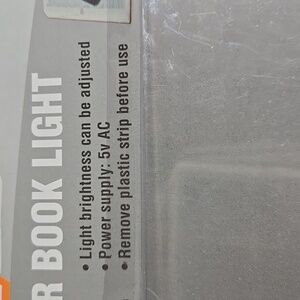 R BOOK LIGHT
• Light brightness can be adjusted
• Power supply: 5v AC
• Remove plastic strip before use